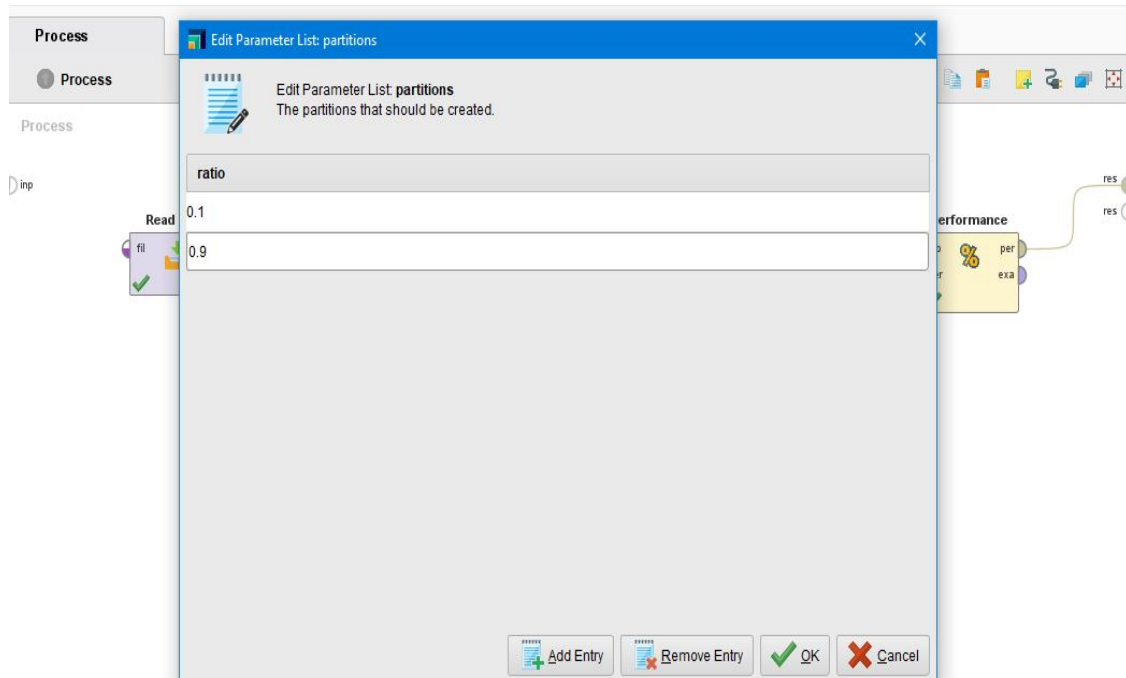 Process
Edit Parameter List: partitions
Process
Edit Parameter List: partitions
The partitions that should be created.
Process
ratio
inp
res
Read
0.1
erformance
res
fil
0.9
per
exa
Add Entry
Remove Entry
OK
Cancel